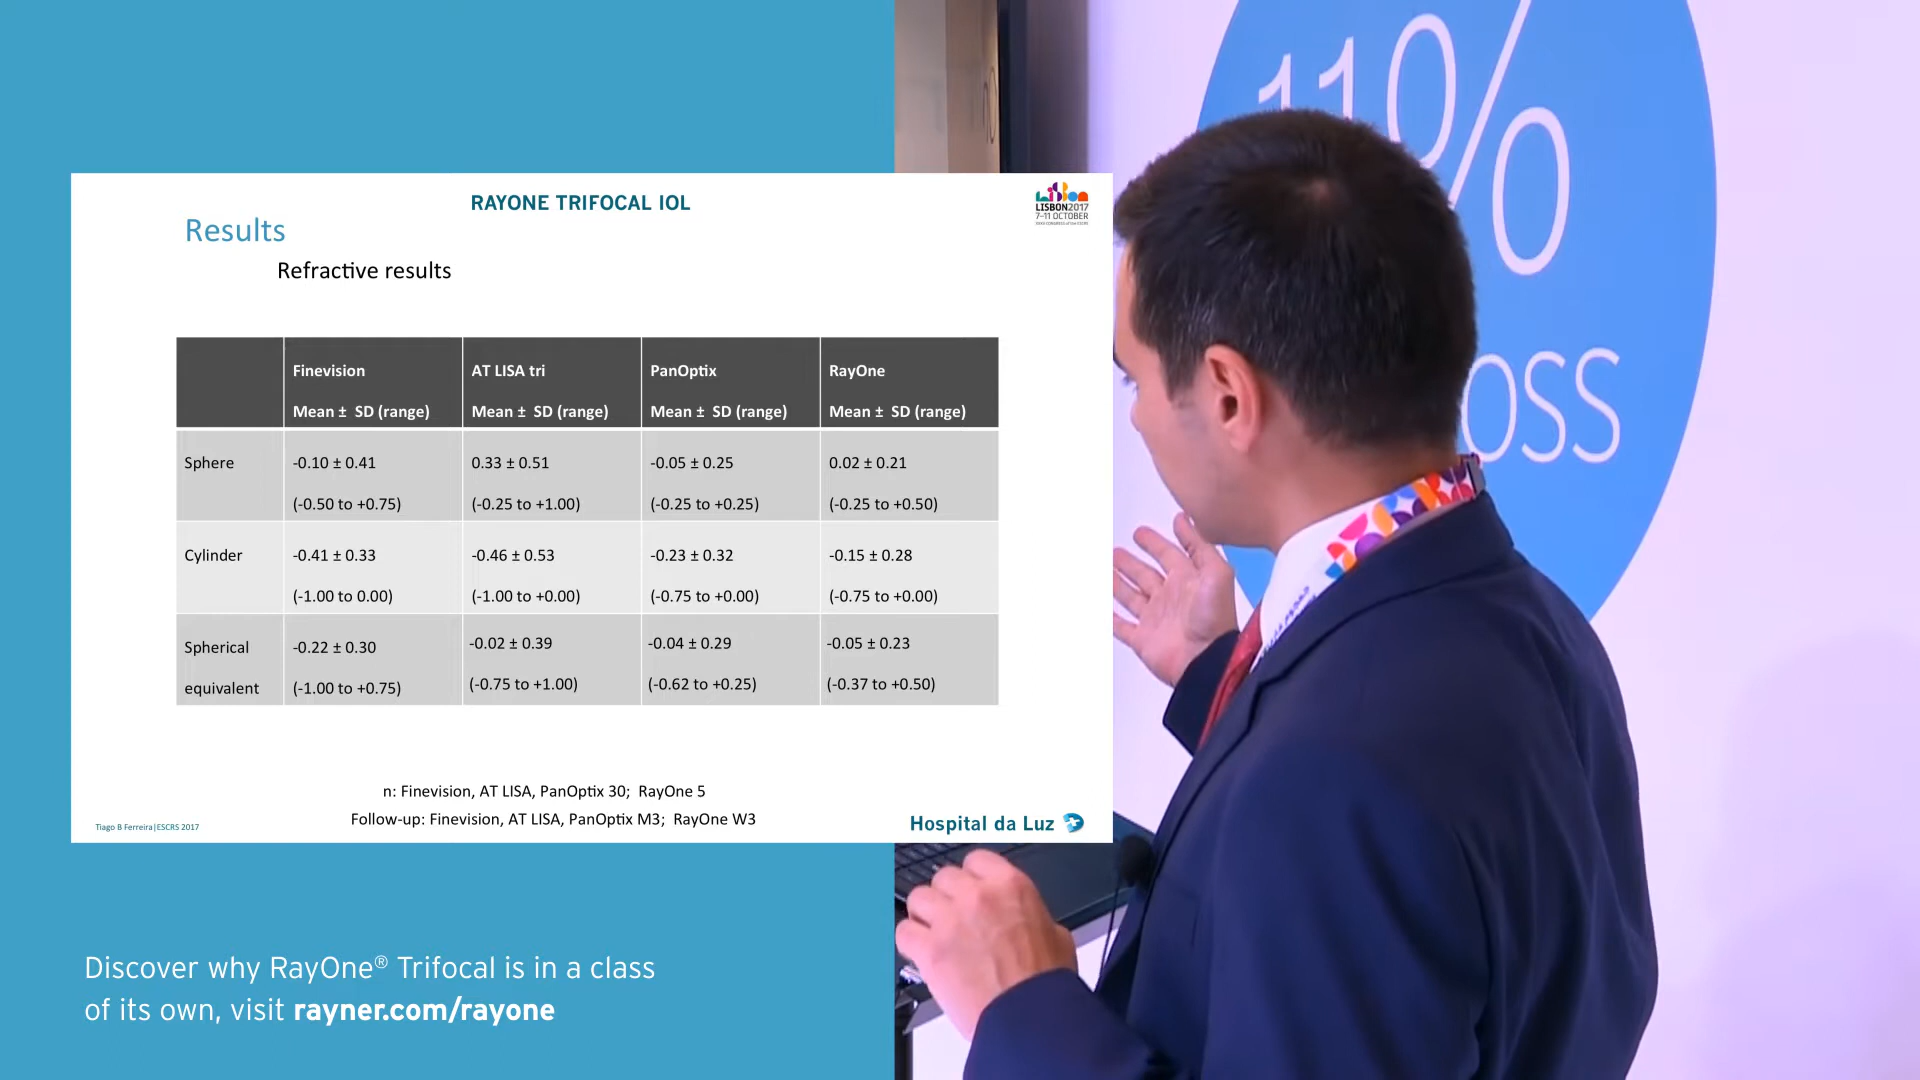 11%
OSS
RAYONE TRIFOCAL IOL
LISBON2017
7–11 OCTOBER
Results
Refractive results
Finevision AT LISA tri PanOptix RayOne
Mean ± SD (range) Mean ± SD (range) Mean ± SD (range) Mean ± SD (range)
Sphere -0.10 ± 0.41 0.33 ± 0.51 -0.05 ± 0.25 0.02 ± 0.21
(-0.50 to +0.75) (-0.25 to +1.00) (-0.25 to +0.25) (-0.25 to +0.50)
Cylinder -0.41 ± 0.33 -0.46 ± 0.53 -0.23 ± 0.32 -0.15 ± 0.28
(-1.00 to 0.00) (-1.00 to +0.00) (-0.75 to +0.00) (-0.75 to +0.00)
Spherical -0.22 ± 0.30 -0.02 ± 0.39 -0.04 ± 0.29 -0.05 ± 0.23
equivalent (-1.00 to +0.75) (-0.75 to +1.00) (-0.62 to +0.25) (-0.37 to +0.50)
n: Finevision, AT LISA, PanOptix 30; RayOne 5
Follow-up: Finevision, AT LISA, PanOptix M3; RayOne W3
Tiago B Ferreira|ESCRS 2017
Hospital da Luz
Discover why RayOne® Trifocal is in a class
of its own, visit rayner.com/rayone